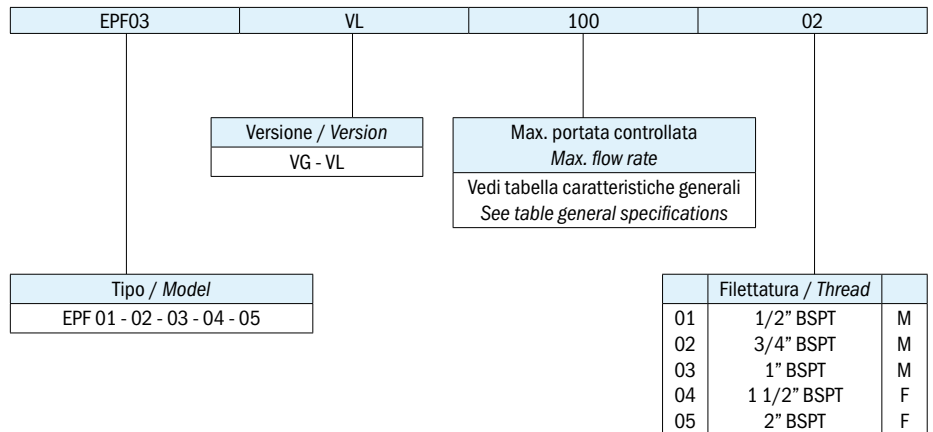 EPF03 VL 100 02
Versione / Version
VG - VL
Max. portata controllata
Max. flow rate
Vedi tabella caratteristiche generali
See table general specifications
Tipo / Model
EPF 01 - 02 - 03 - 04 - 05
Filettatura / Thread
01 1/2” BSPT M
02 3/4” BSPT M
03 1” BSPT M
04 1 1/2” BSPT F
05 2” BSPT F